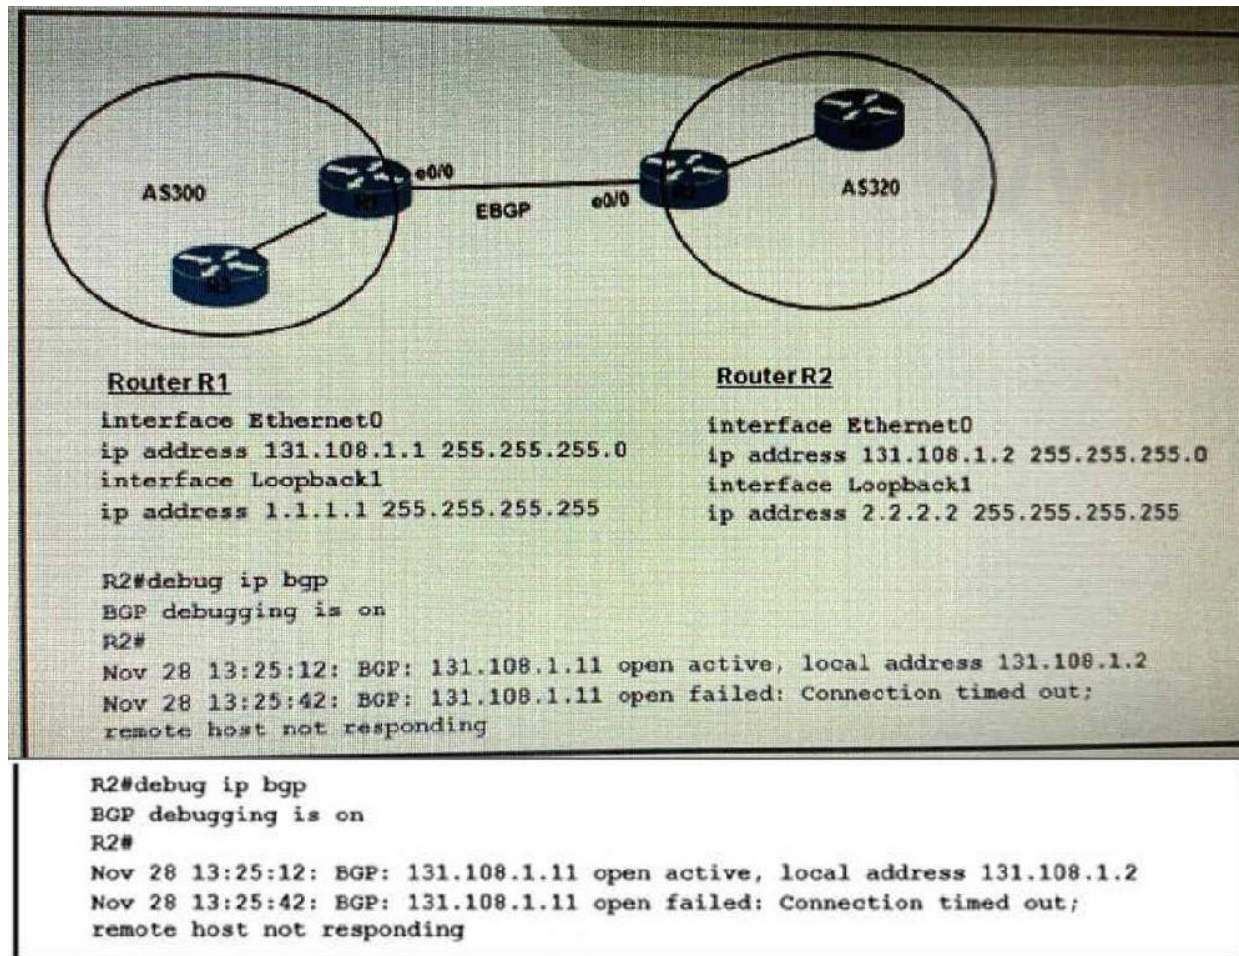 AS300
e0/0
EBGP
e0/0
AS320
Router R1
interface Ethernet0
ip address 131.108.1.1 255.255.255.0
interface Loopback1
ip address 1.1.1.1 255.255.255.255
Router R2
interface Ethernet0
ip address 131.108.1.2 255.255.255.0
interface Loopback1
ip address 2.2.2.2 255.255.255.255
R2#debug ip bgp
BGP debugging is on
R2#
Nov 28 13:25:12: BGP: 131.108.1.11 open active, local address 131.108.1.2
Nov 28 13:25:42: BGP: 131.108.1.11 open failed: Connection timed out;
remote host not responding
R2#debug ip bgp
BGP debugging is on
R2#
Nov 28 13:25:12: BGP: 131.108.1.11 open active, local address 131.108.1.2
Nov 28 13:25:42: BGP: 131.108.1.11 open failed: Connection timed out;
remote host not responding